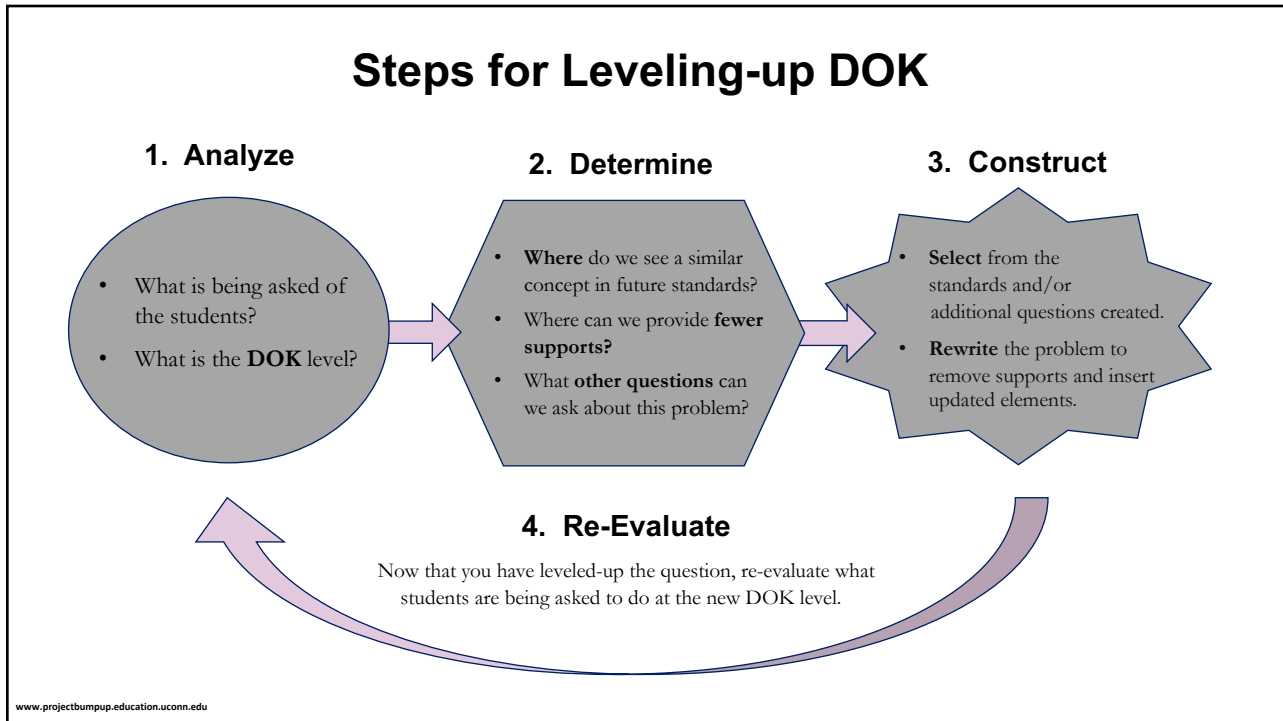 Steps for Leveling-up DOK
1. Analyze
• What is being asked of
the students?
• What is the DOK level?
2. Determine
• Where do we see a similar
concept in future standards?
• Where can we provide fewer
supports?
• What other questions can
we ask about this problem?
3. Construct
• Select from the
standards and/or
additional questions created.
• Rewrite the problem to
remove supports and insert
updated elements.
4. Re-Evaluate
Now that you have leveled-up the question, re-evaluate what
students are being asked to do at the new DOK level.
www.projectbumpup.education.uconn.edu